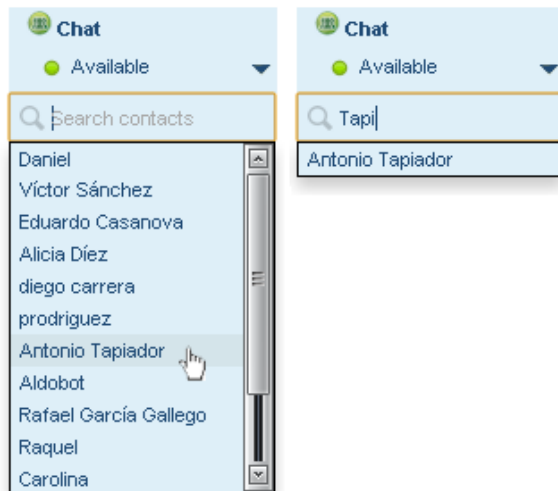 Chat
Available
Search contacts
Daniel
Víctor Sánchez
Eduardo Casanova
Alicia Díez
diego carrera
prodriguez
Antonio Tapiador
Aldobot
Rafael García Gallego
Raquel
Carolina
Chat
Available
Tapi
Antonio Tapiador